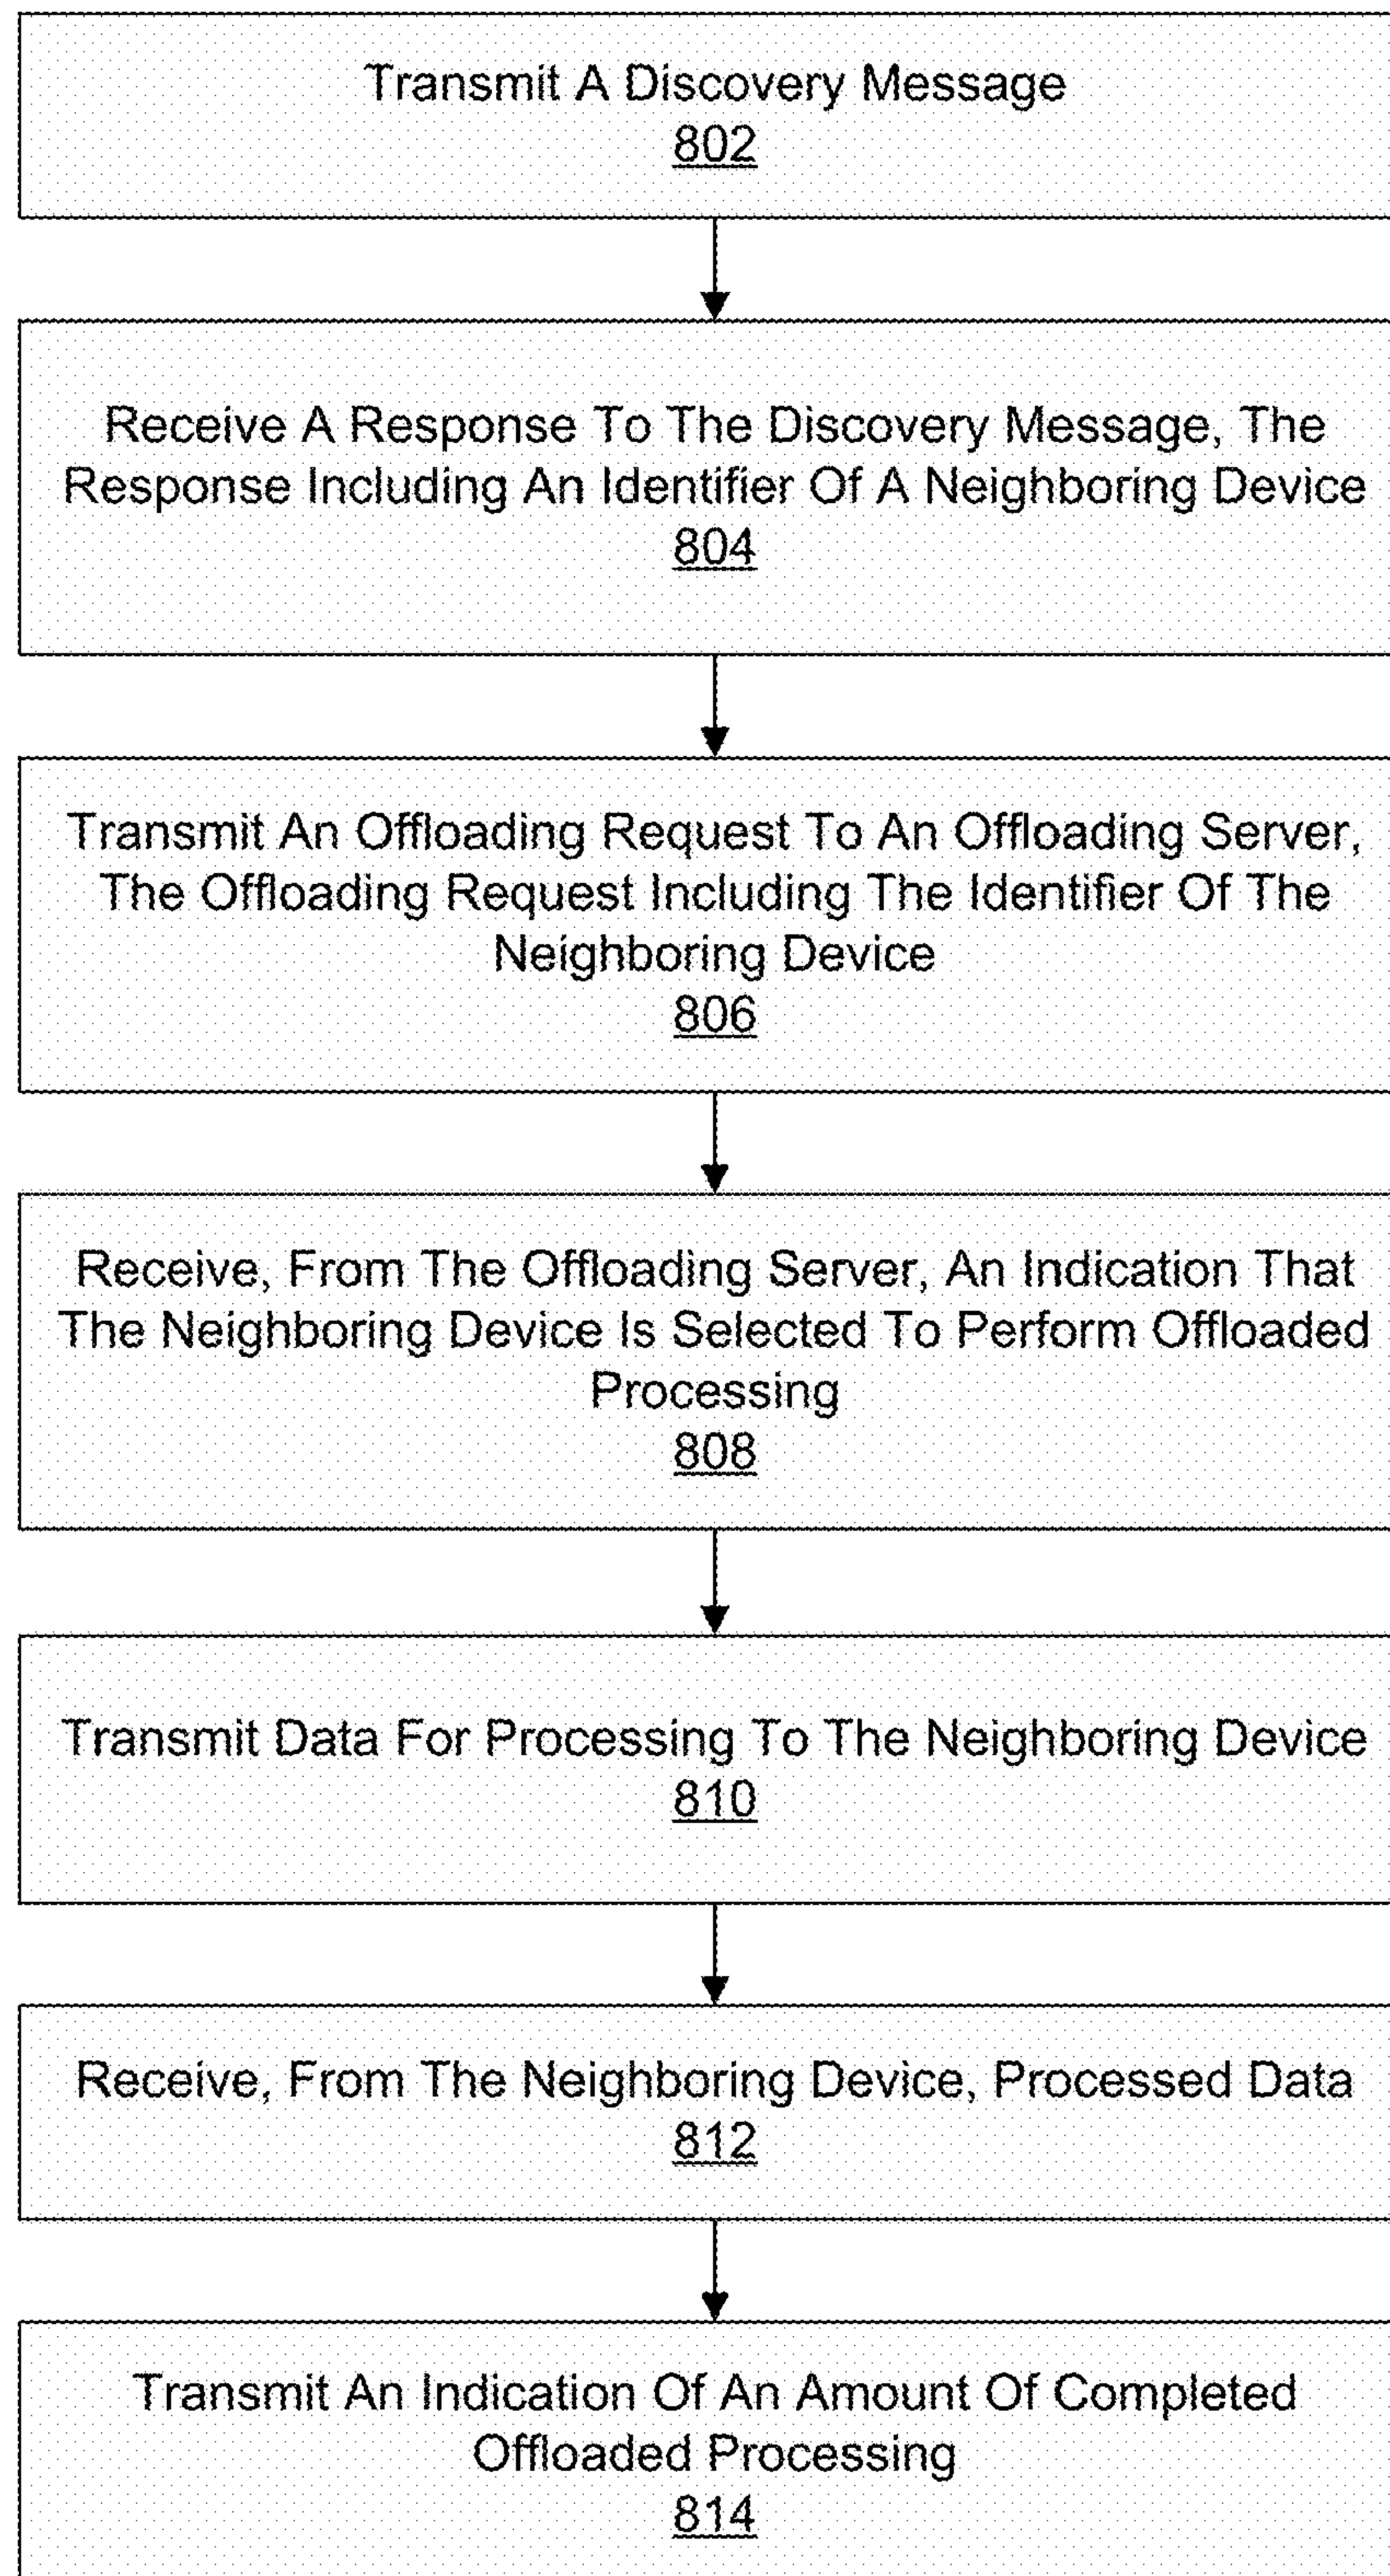 Transmit A Discovery Message
802
Receive A Response To The Discovery Message, The
Response Including An Identifier Of A Neighboring Device
804
Transmit An Offloading Request To An Offloading Server,
The Offloading Request Including The Identifier Of The
Neighboring Device
806
Receive, From The Offloading Server, An Indication That
The Neighboring Device Is Selected To Perform Offloaded
Processing
808
Transmit Data For Processing To The Neighboring Device
810
Receive, From The Neighboring Device, Processed Data
812
Transmit An Indication Of An Amount Of Completed
Offloaded Processing
814